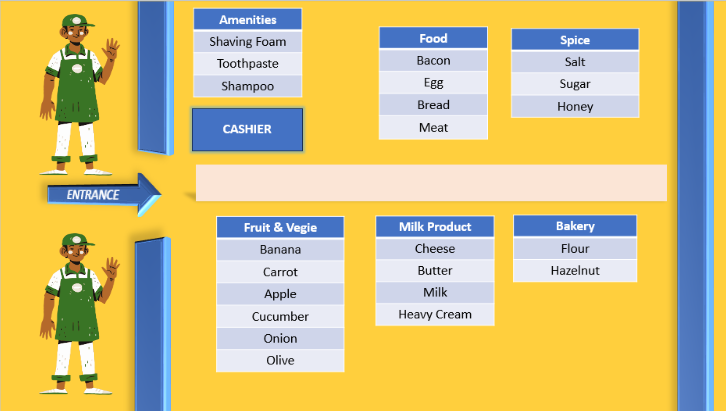 Amenities
Shaving Foam
Toothpaste
Shampoo
CASHIER
Food
Bacon
Egg
Bread
Meat
Spice
Salt
Sugar
Honey
ENTRANCE
Fruit & Vegie
Banana
Carrot
Apple
Cucumber
Onion
Olive
Milk Product
Cheese
Butter
Milk
Heavy Cream
Bakery
Flour
Hazelnut